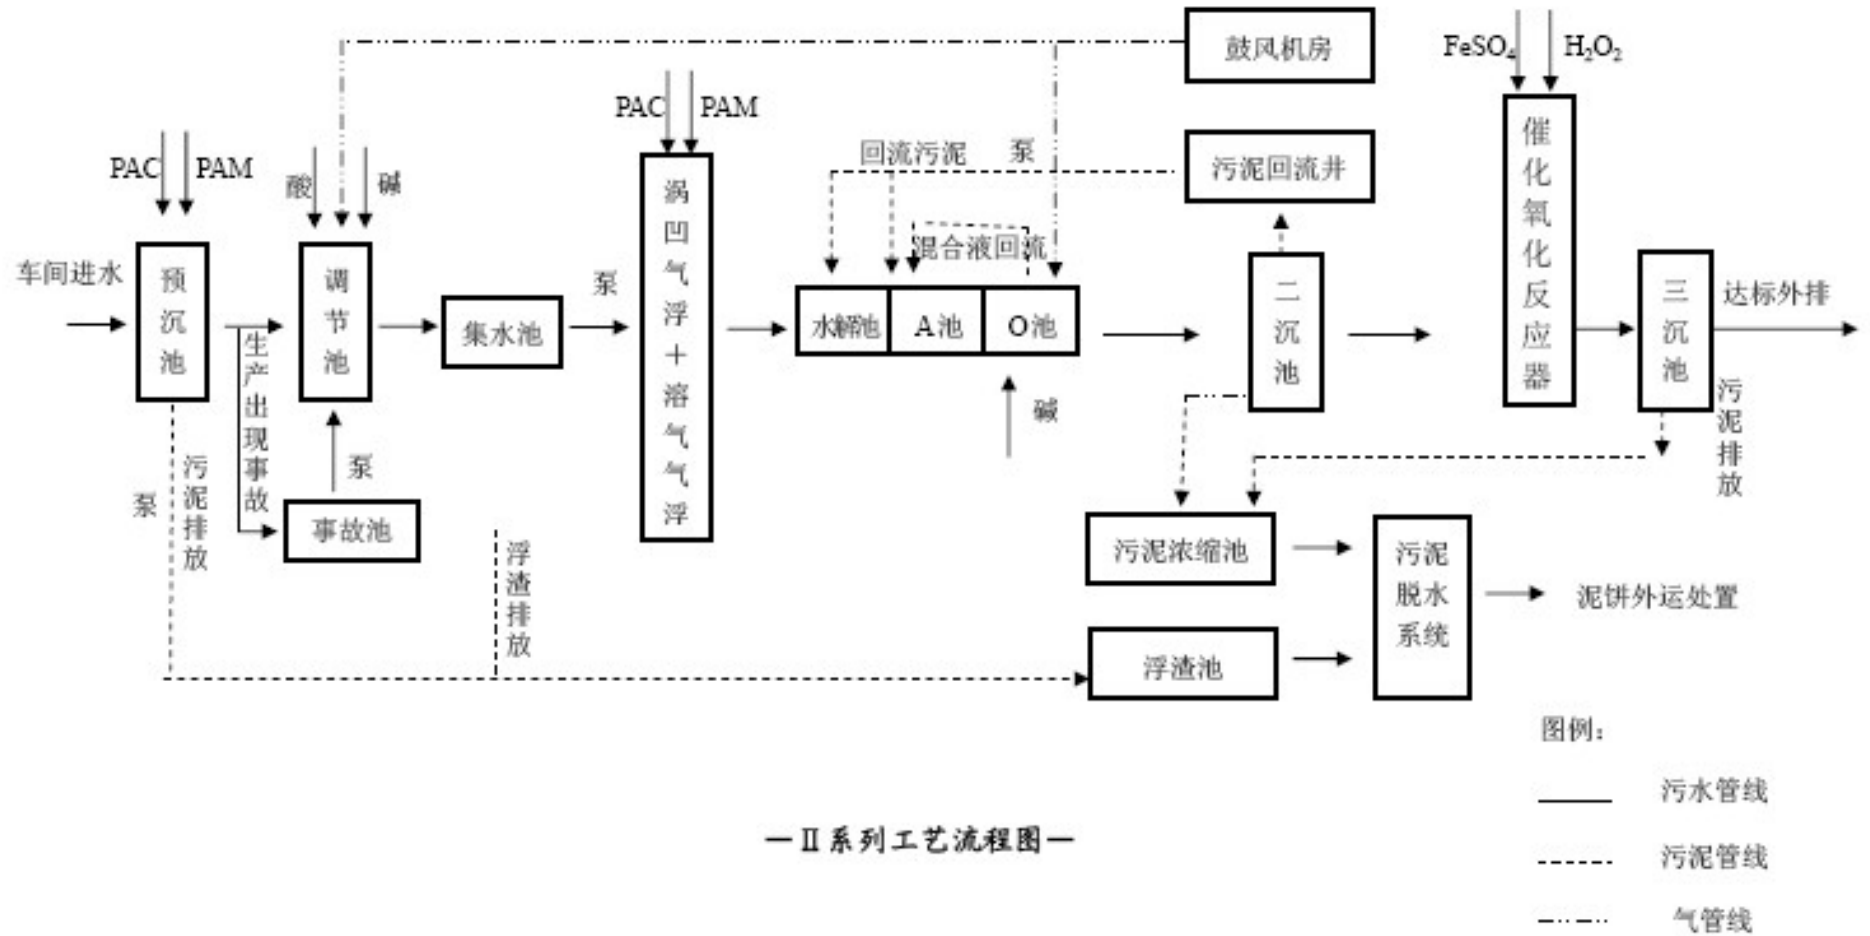 鼓风机房
FeSO₄
H₂O₂
PAC
PAM
催化氧化反应器
回流污泥
泵
污泥回流井
PAC
PAM
酸
碱
涡凹气浮+溶气气浮
混合液回流
车间进水
预沉池
调节池
集水池
泵
水解池
A池
O池
二沉池
三沉池
达标外排
生产出现事故
碱
污泥排放
泵
污泥排放
泵
事故池
浮渣排放
污泥浓缩池
污泥脱水系统
泥饼外运处置
浮渣池
图例：
污水管线
污泥管线
气管线
—Ⅱ系列工艺流程图—